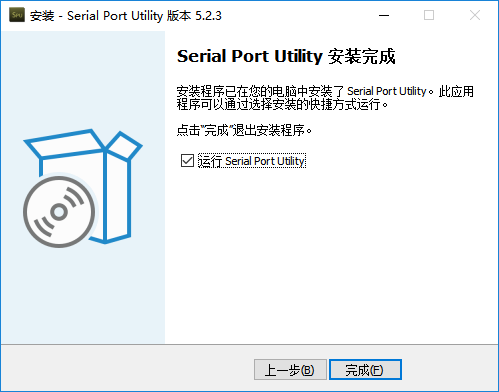 安装 - Serial Port Utility 版本 5.2.3
Serial Port Utility 安装完成
安装程序已在您的电脑中安装了 Serial Port Utility。此应用
程序可以通过选择安装的快捷方式运行。
点击"完成"退出安装程序。
运行 Serial Port Utility
上一步(B)
完成(F)